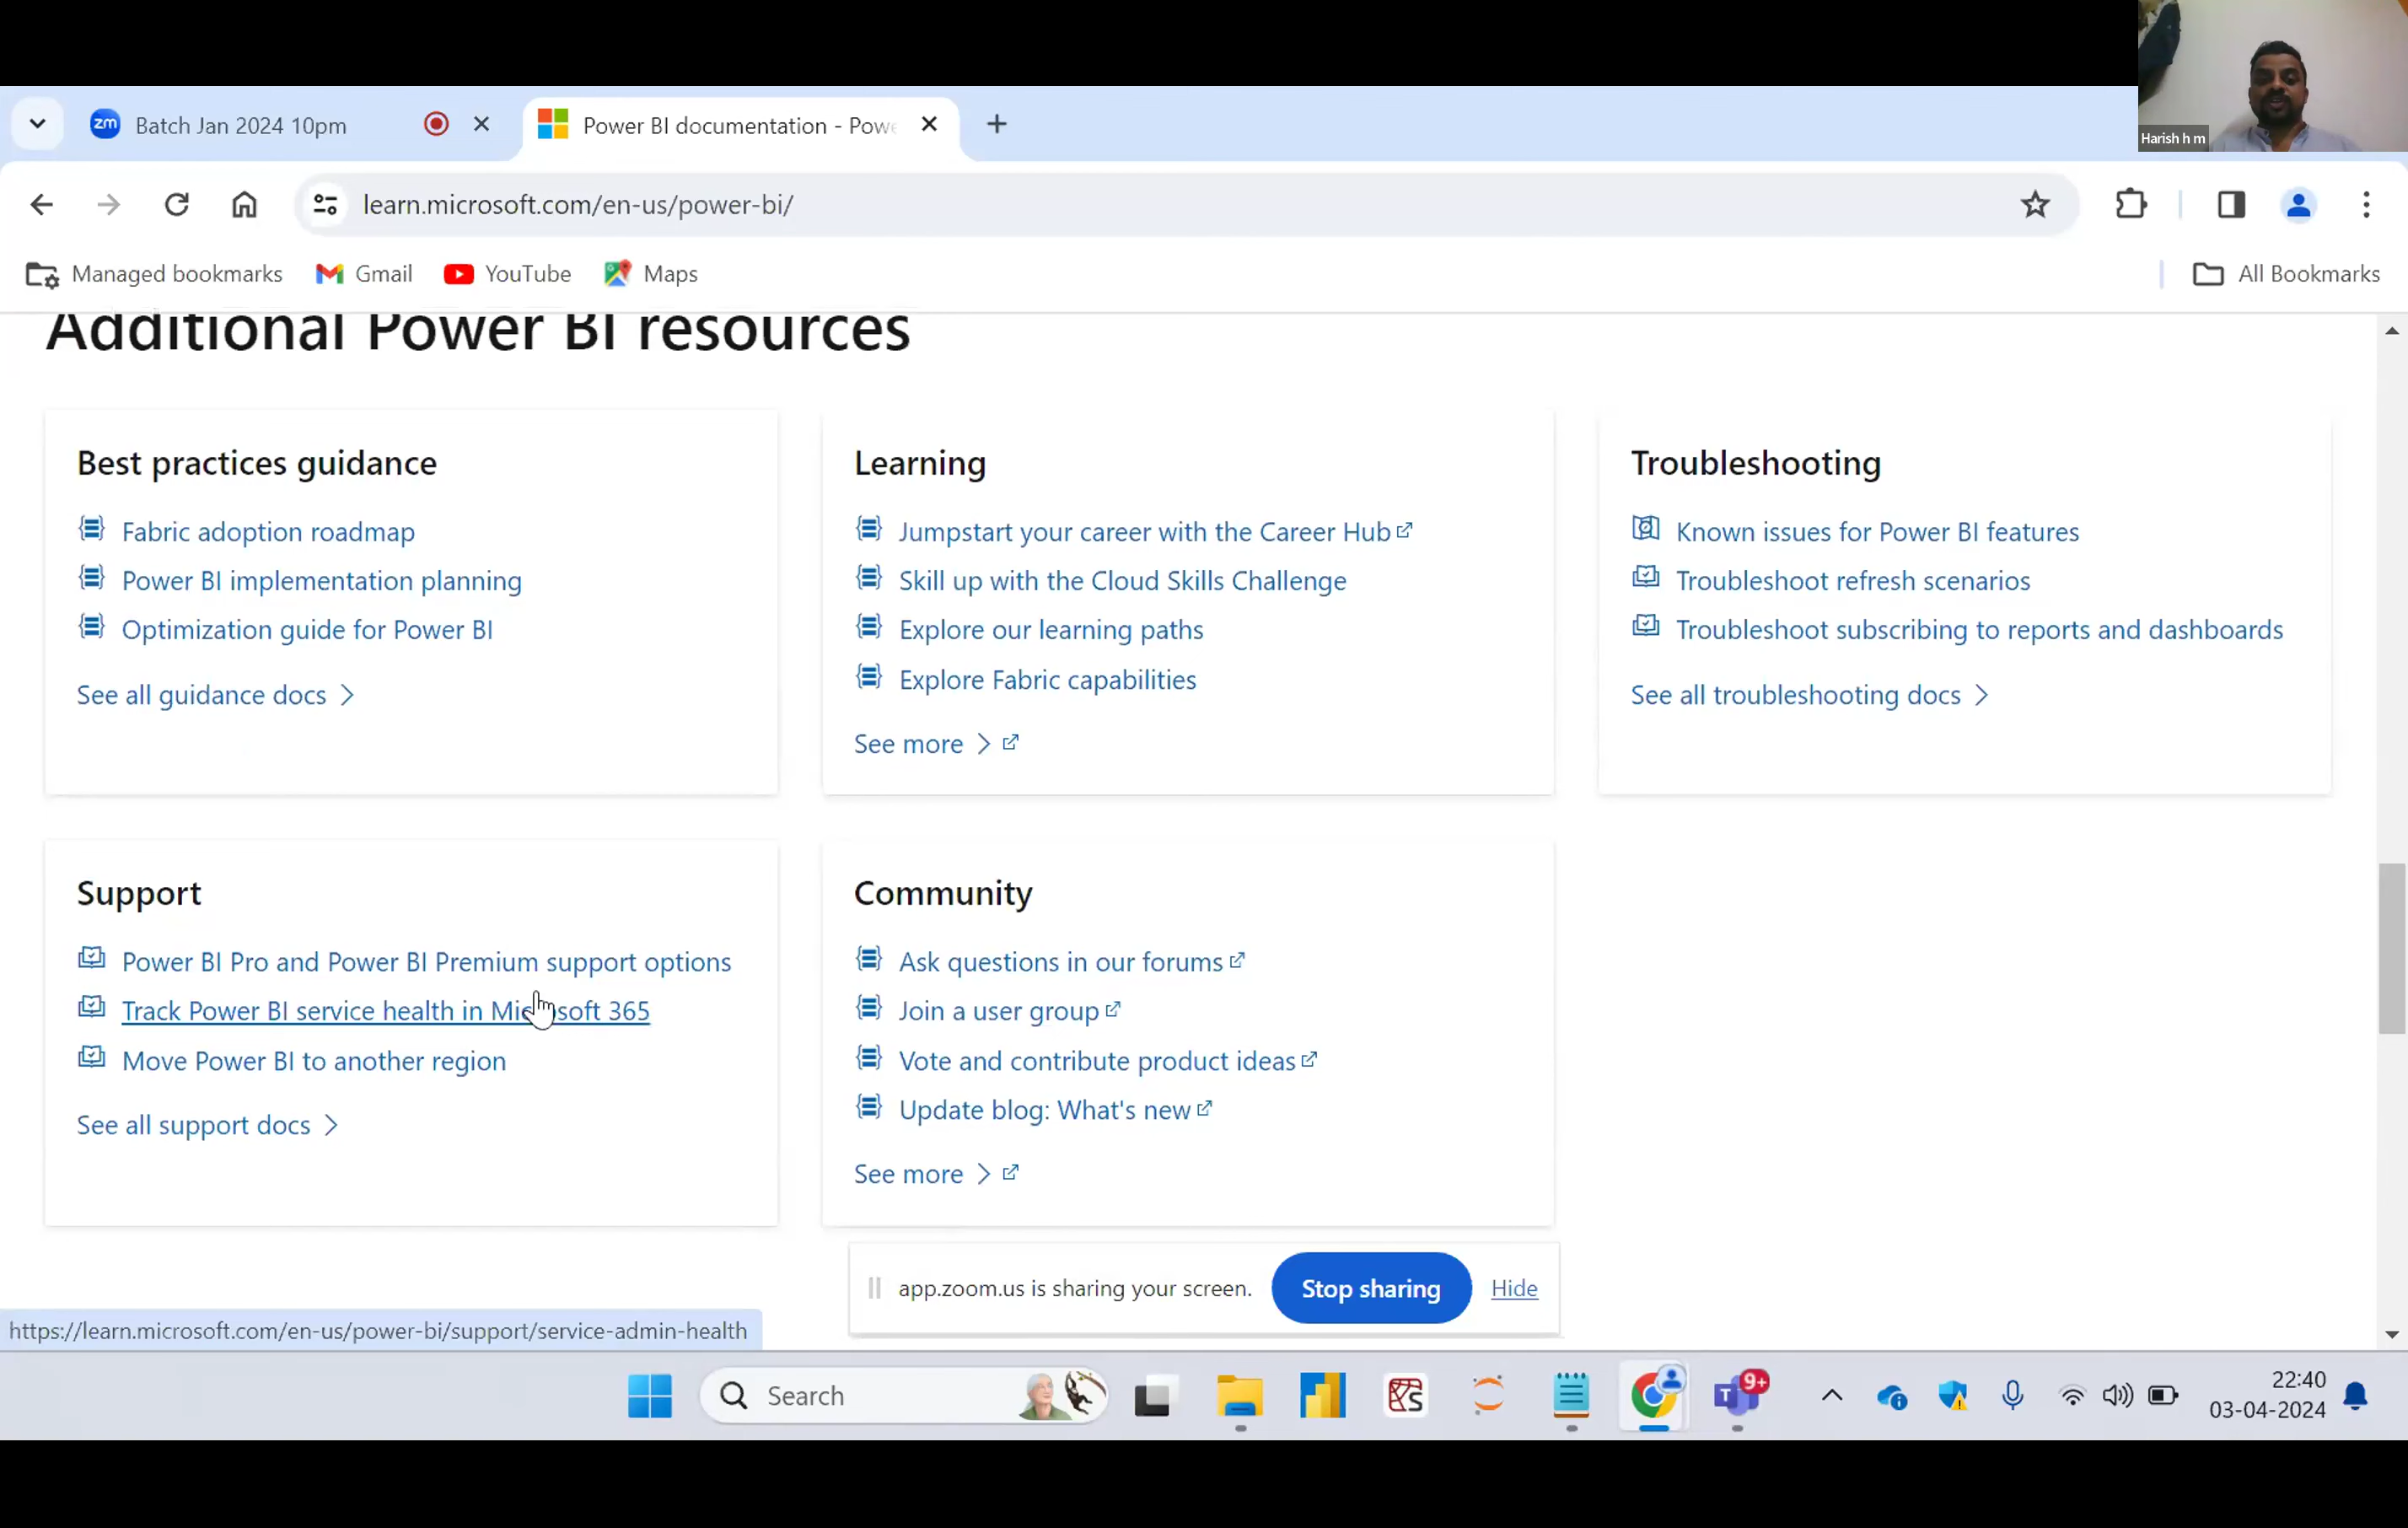 zm Batch Jan 2024 10pm
Power BI documentation - Powe
Harish h m
learn.microsoft.com/en-us/power-bi/
Managed bookmarks Gmail YouTube Maps All Bookmarks
Additional Power BI resources
Best practices guidance
Fabric adoption roadmap
Power BI implementation planning
Optimization guide for Power BI
See all guidance docs
Learning
Jumpstart your career with the Career Hub
Skill up with the Cloud Skills Challenge
Explore our learning paths
Explore Fabric capabilities
See more
Troubleshooting
Known issues for Power BI features
Troubleshoot refresh scenarios
Troubleshoot subscribing to reports and dashboards
See all troubleshooting docs
Support
Power BI Pro and Power BI Premium support options
Track Power BI service health in Microsoft 365
Move Power BI to another region
See all support docs
Community
Ask questions in our forums
Join a user group
Vote and contribute product ideas
Update blog: What's new
See more
app.zoom.us is sharing your screen. Stop sharing Hide
https://learn.microsoft.com/en-us/power-bi/support/service-admin-health
Search
9+
22:40
03-04-2024